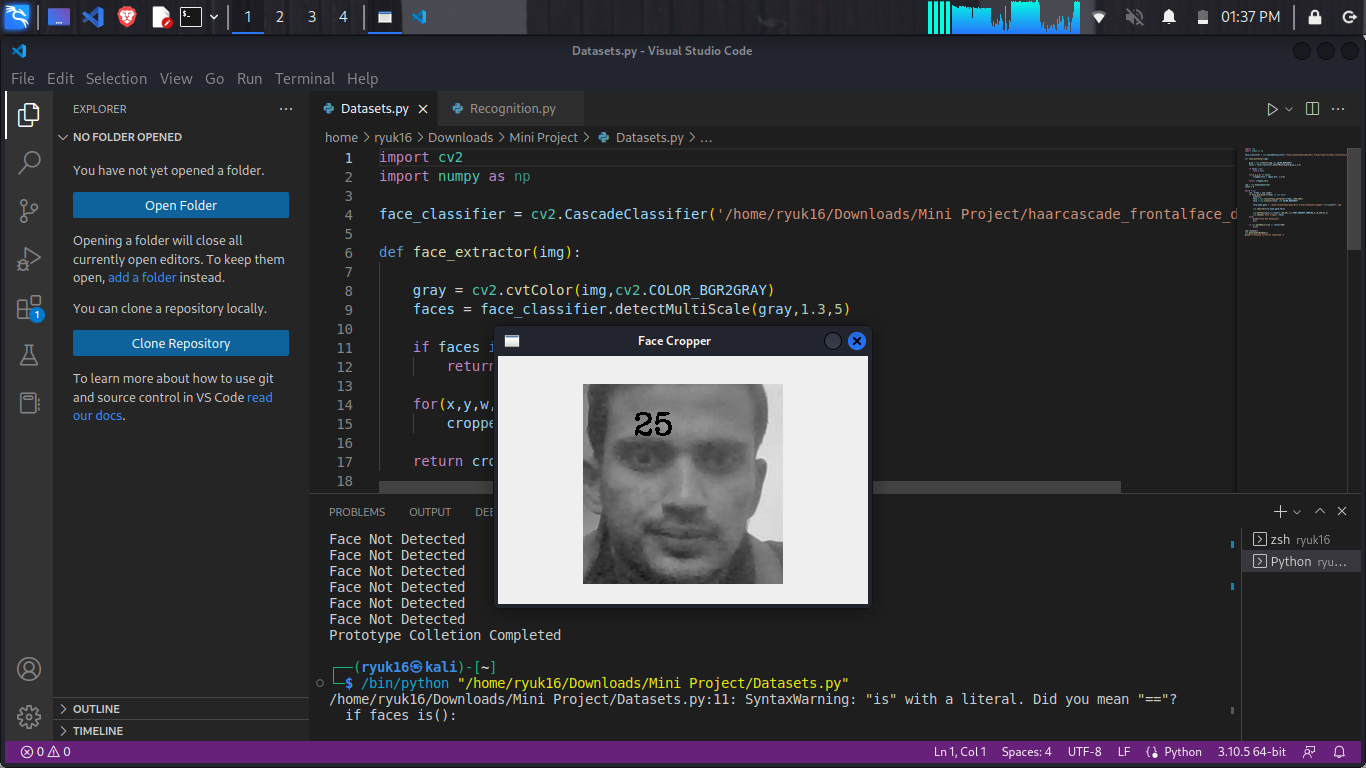 1 2 3 4 01:37 PM
Datasets.py - Visual Studio Code
File Edit Selection View Go Run Terminal Help
EXPLORER
NO FOLDER OPENED
You have not yet opened a folder.
Open Folder
Opening a folder will close all
currently open editors. To keep them
open, add a folder instead.
You can clone a repository locally.
Clone Repository
To learn more about how to use git
and source control in VS Code read
our docs.
OUTLINE
TIMELINE
1
Datasets.py Recognition.py
home > ryuk16 > Downloads > Mini Project > Datasets.py > ...
1 import cv2
2 import numpy as np
3
4 face_classifier = cv2.CascadeClassifier('/home/ryuk16/Downloads/Mini Project/haarcascade_frontalface_d
5
6 def face_extractor(img):
7
8 gray = cv2.cvtColor(img,cv2.COLOR_BGR2GRAY)
9 faces = face_classifier.detectMultiScale(gray,1.3,5)
10
11 if faces i
12 return
13
14 for(x,y,w,
15 croppe
16
17 return cro
18
Face Cropper
25
PROBLEMS OUTPUT DE
Face Not Detected
Face Not Detected
Face Not Detected
Face Not Detected
Face Not Detected
Face Not Detected
Prototype Colletion Completed
(ryuk16㉿kali)-[~]
$ /bin/python "/home/ryuk16/Downloads/Mini Project/Datasets.py"
/home/ryuk16/Downloads/Mini Project/Datasets.py:11: SyntaxWarning: "is" with a literal. Did you mean "=="?
if faces is():
zsh ryuk16
Python ryu...
0 0 Ln 1, Col 1 Spaces: 4 UTF-8 LF Python 3.10.5 64-bit